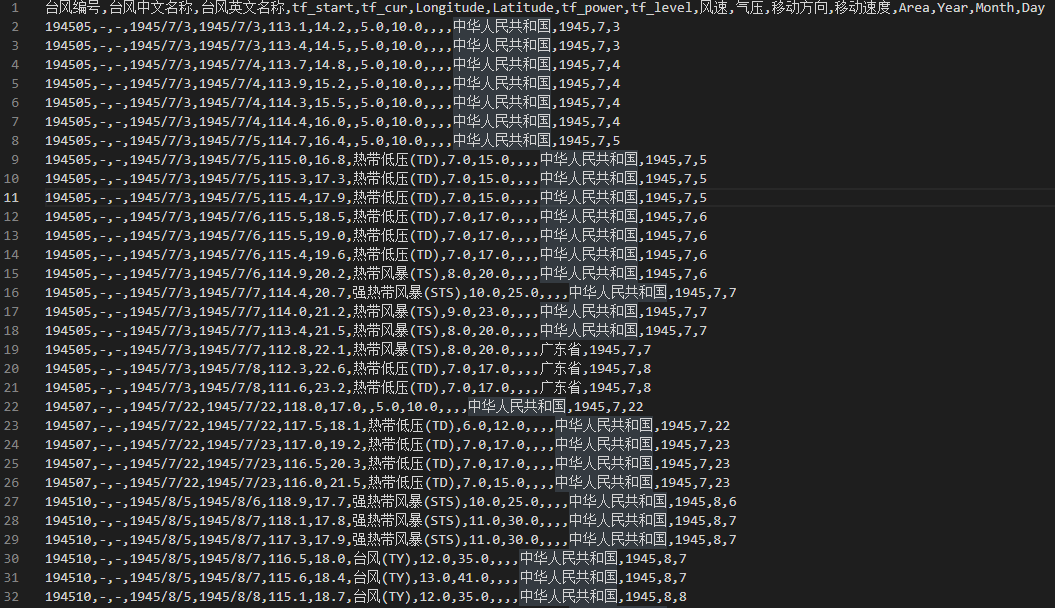 1 台风编号,台风中文名称,台风英文名称,tf_start,tf_cur,Longitude,Latitude,tf_power,tf_level,风速,气压,移动方向,移动速度,Area,Year,Month,Day
2 194505,-,-,1945/7/3,1945/7/3,113.1,14.2,,5.0,10.0,,,,中华人民共和国,1945,7,3
3 194505,-,-,1945/7/3,1945/7/3,113.4,14.5,,5.0,10.0,,,,中华人民共和国,1945,7,3
4 194505,-,-,1945/7/3,1945/7/4,113.7,14.8,,5.0,10.0,,,,中华人民共和国,1945,7,4
5 194505,-,-,1945/7/3,1945/7/4,113.9,15.2,,5.0,10.0,,,,中华人民共和国,1945,7,4
6 194505,-,-,1945/7/3,1945/7/4,114.3,15.5,,5.0,10.0,,,,中华人民共和国,1945,7,4
7 194505,-,-,1945/7/3,1945/7/4,114.4,16.0,,5.0,10.0,,,,中华人民共和国,1945,7,4
8 194505,-,-,1945/7/3,1945/7/5,114.7,16.4,,5.0,10.0,,,,中华人民共和国,1945,7,5
9 194505,-,-,1945/7/3,1945/7/5,115.0,16.8,热带低压(TD),7.0,15.0,,,,中华人民共和国,1945,7,5
10 194505,-,-,1945/7/3,1945/7/5,115.3,17.3,热带低压(TD),7.0,15.0,,,,中华人民共和国,1945,7,5
11 194505,-,-,1945/7/3,1945/7/5,115.4,17.9,热带低压(TD),7.0,15.0,,,,中华人民共和国,1945,7,5
12 194505,-,-,1945/7/3,1945/7/6,115.5,18.5,热带低压(TD),7.0,17.0,,,,中华人民共和国,1945,7,6
13 194505,-,-,1945/7/3,1945/7/6,115.5,19.0,热带低压(TD),7.0,17.0,,,,中华人民共和国,1945,7,6
14 194505,-,-,1945/7/3,1945/7/6,115.4,19.6,热带低压(TD),7.0,17.0,,,,中华人民共和国,1945,7,6
15 194505,-,-,1945/7/3,1945/7/6,114.9,20.2,热带风暴(TS),8.0,20.0,,,,中华人民共和国,1945,7,6
16 194505,-,-,1945/7/3,1945/7/7,114.4,20.7,强热带风暴(STS),10.0,25.0,,,,中华人民共和国,1945,7,7
17 194505,-,-,1945/7/3,1945/7/7,114.0,21.2,热带风暴(TS),9.0,23.0,,,,中华人民共和国,1945,7,7
18 194505,-,-,1945/7/3,1945/7/7,113.4,21.5,热带风暴(TS),8.0,20.0,,,,中华人民共和国,1945,7,7
19 194505,-,-,1945/7/3,1945/7/7,112.8,22.1,热带风暴(TS),8.0,20.0,,,,广东省,1945,7,7
20 194505,-,-,1945/7/3,1945/7/8,112.3,22.6,热带低压(TD),7.0,17.0,,,,广东省,1945,7,8
21 194505,-,-,1945/7/3,1945/7/8,111.6,23.2,热带低压(TD),7.0,17.0,,,,广东省,1945,7,8
22 194507,-,-,1945/7/22,1945/7/22,118.0,17.0,,5.0,10.0,,,,中华人民共和国,1945,7,22
23 194507,-,-,1945/7/22,1945/7/22,117.5,18.1,热带低压(TD),6.0,12.0,,,,中华人民共和国,1945,7,22
24 194507,-,-,1945/7/22,1945/7/23,117.0,19.2,热带低压(TD),7.0,17.0,,,,中华人民共和国,1945,7,23
25 194507,-,-,1945/7/22,1945/7/23,116.5,20.3,热带低压(TD),7.0,17.0,,,,中华人民共和国,1945,7,23
26 194507,-,-,1945/7/22,1945/7/23,116.0,21.5,热带低压(TD),7.0,15.0,,,,中华人民共和国,1945,7,23
27 194510,-,-,1945/8/5,1945/8/6,118.9,17.7,强热带风暴(STS),10.0,25.0,,,,中华人民共和国,1945,8,6
28 194510,-,-,1945/8/5,1945/8/7,118.1,17.8,强热带风暴(STS),11.0,30.0,,,,中华人民共和国,1945,8,7
29 194510,-,-,1945/8/5,1945/8/7,117.3,17.9,强热带风暴(STS),11.0,30.0,,,,中华人民共和国,1945,8,7
30 194510,-,-,1945/8/5,1945/8/7,116.5,18.0,台风(TY),12.0,35.0,,,,中华人民共和国,1945,8,7
31 194510,-,-,1945/8/5,1945/8/7,115.6,18.4,台风(TY),13.0,41.0,,,,中华人民共和国,1945,8,7
32 194510,-,-,1945/8/5,1945/8/8,115.1,18.7,台风(TY),12.0,35.0,,,,中华人民共和国,1945,8,8